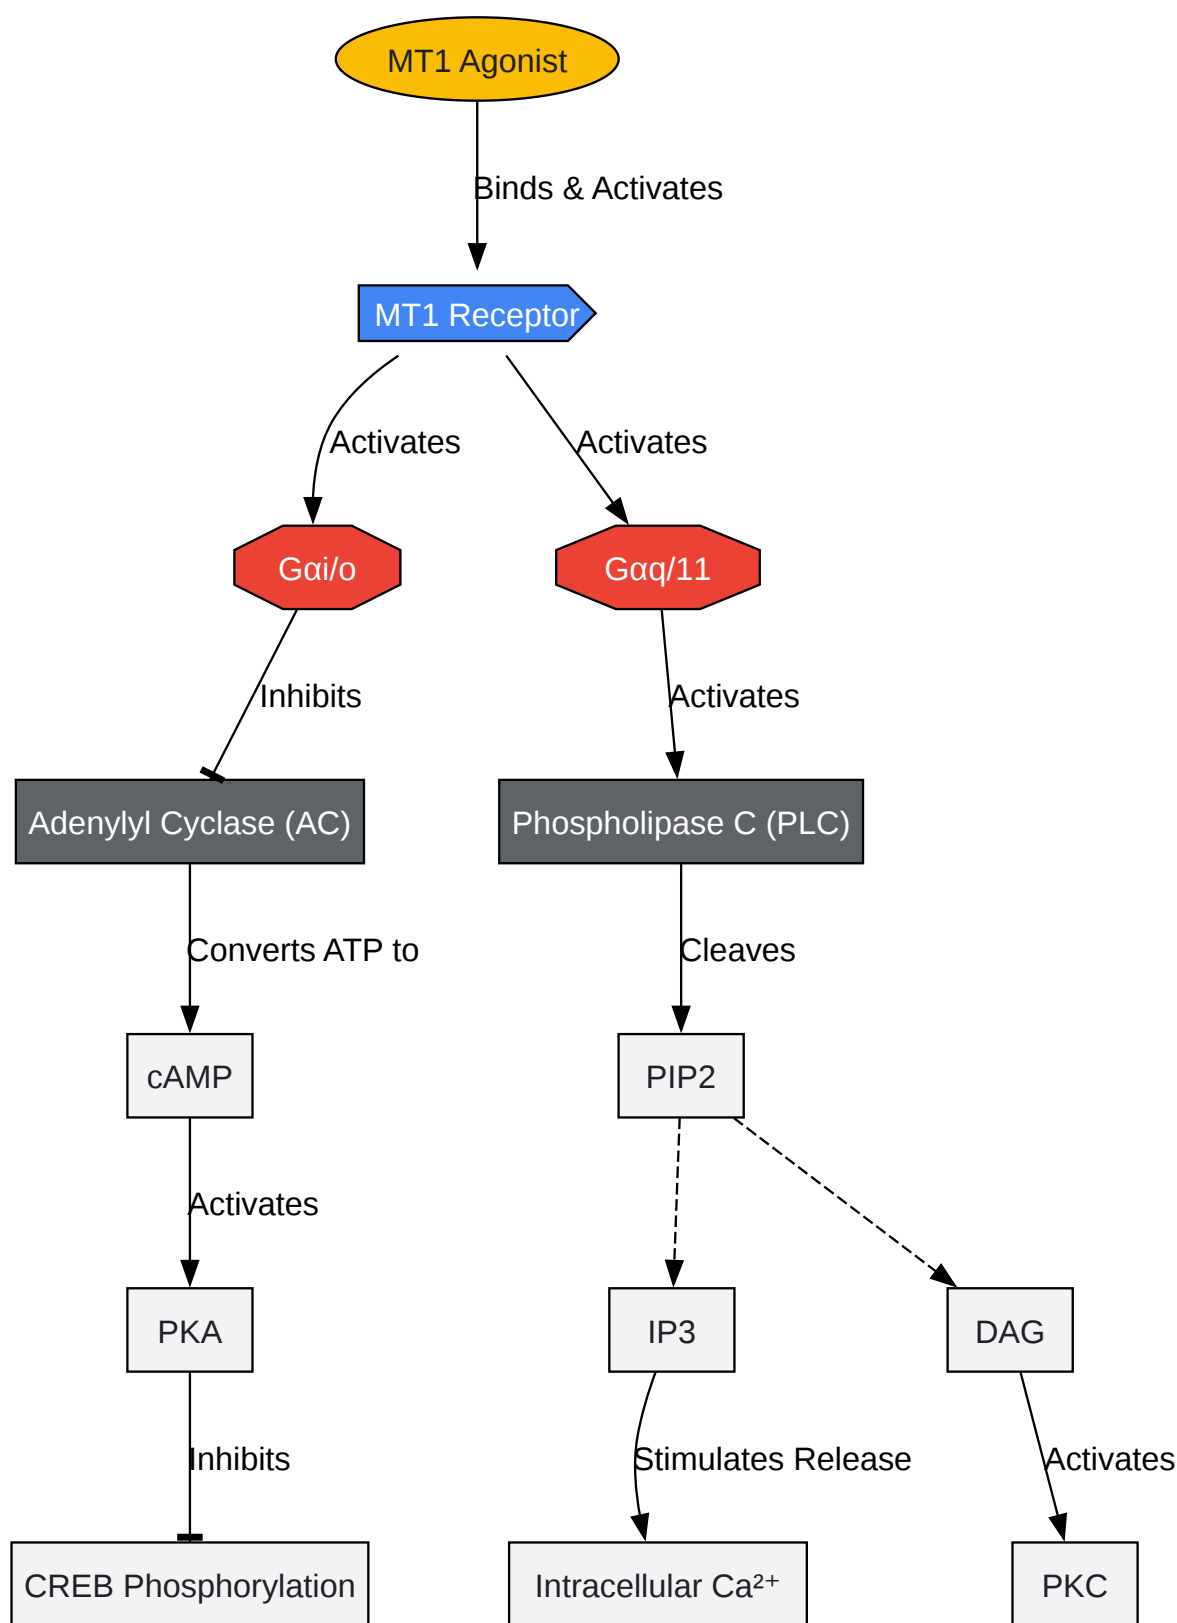 MT1 Agonist
Binds & Activates
MT1 Receptor
Activates
Activates
Gαi/o
Gαq/11
Inhibits
Activates
Adenylyl Cyclase (AC)
Phospholipase C (PLC)
Converts ATP to
Cleaves
cAMP
PIP2
Activates
PKA
IP3
DAG
Inhibits
Stimulates Release
Activates
CREB Phosphorylation
Intracellular Ca²⁺
PKC